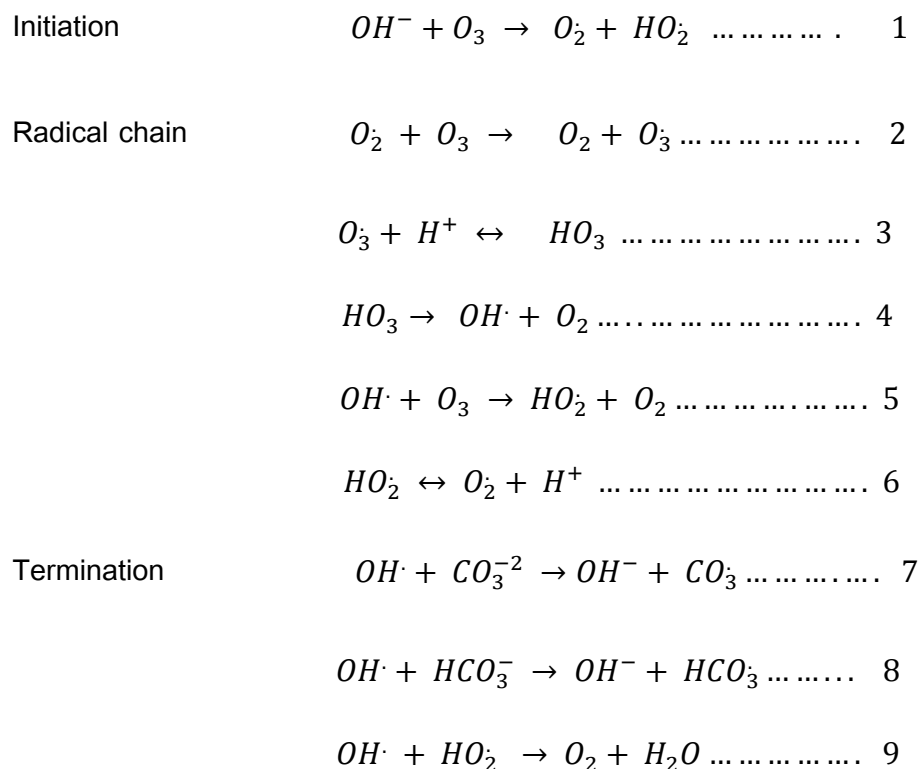 Initiation OH⁻ + O₃ → O₂̇ + HO₂̇ … … … … . 1
Radical chain O₂̇ + O₃ → O₂ + O₃̇ … … … … … … . 2
O₃̇ + H⁺ ↔ HO₃ … … … … … … … … . 3
HO₃ → OH˙ + O₂ … . . … … … … … … … . 4
OH˙ + O₃ → HO₂̇ + O₂ … … … … . … … . 5
HO₂̇ ↔ O₂̇ + H⁺ … … … … … … … … … . 6
Termination OH˙ + CO₃⁻² → OH⁻ + CO₃̇ … … … . … . 7
OH˙ + HCO₃⁻ → OH⁻ + HCO₃̇ … … . . . 8
OH˙ + HO₂̇ → O₂ + H₂O … … … … … . 9